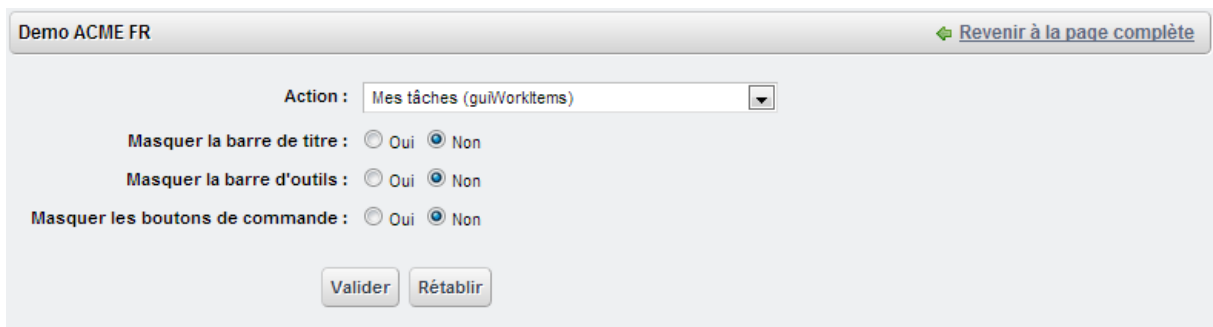 Demo ACME FR Revenir à la page complète
Action : Mes tâches (guiWorkItems)
Masquer la barre de titre : Oui Non
Masquer la barre d'outils : Oui Non
Masquer les boutons de commande : Oui Non
Valider Rétablir